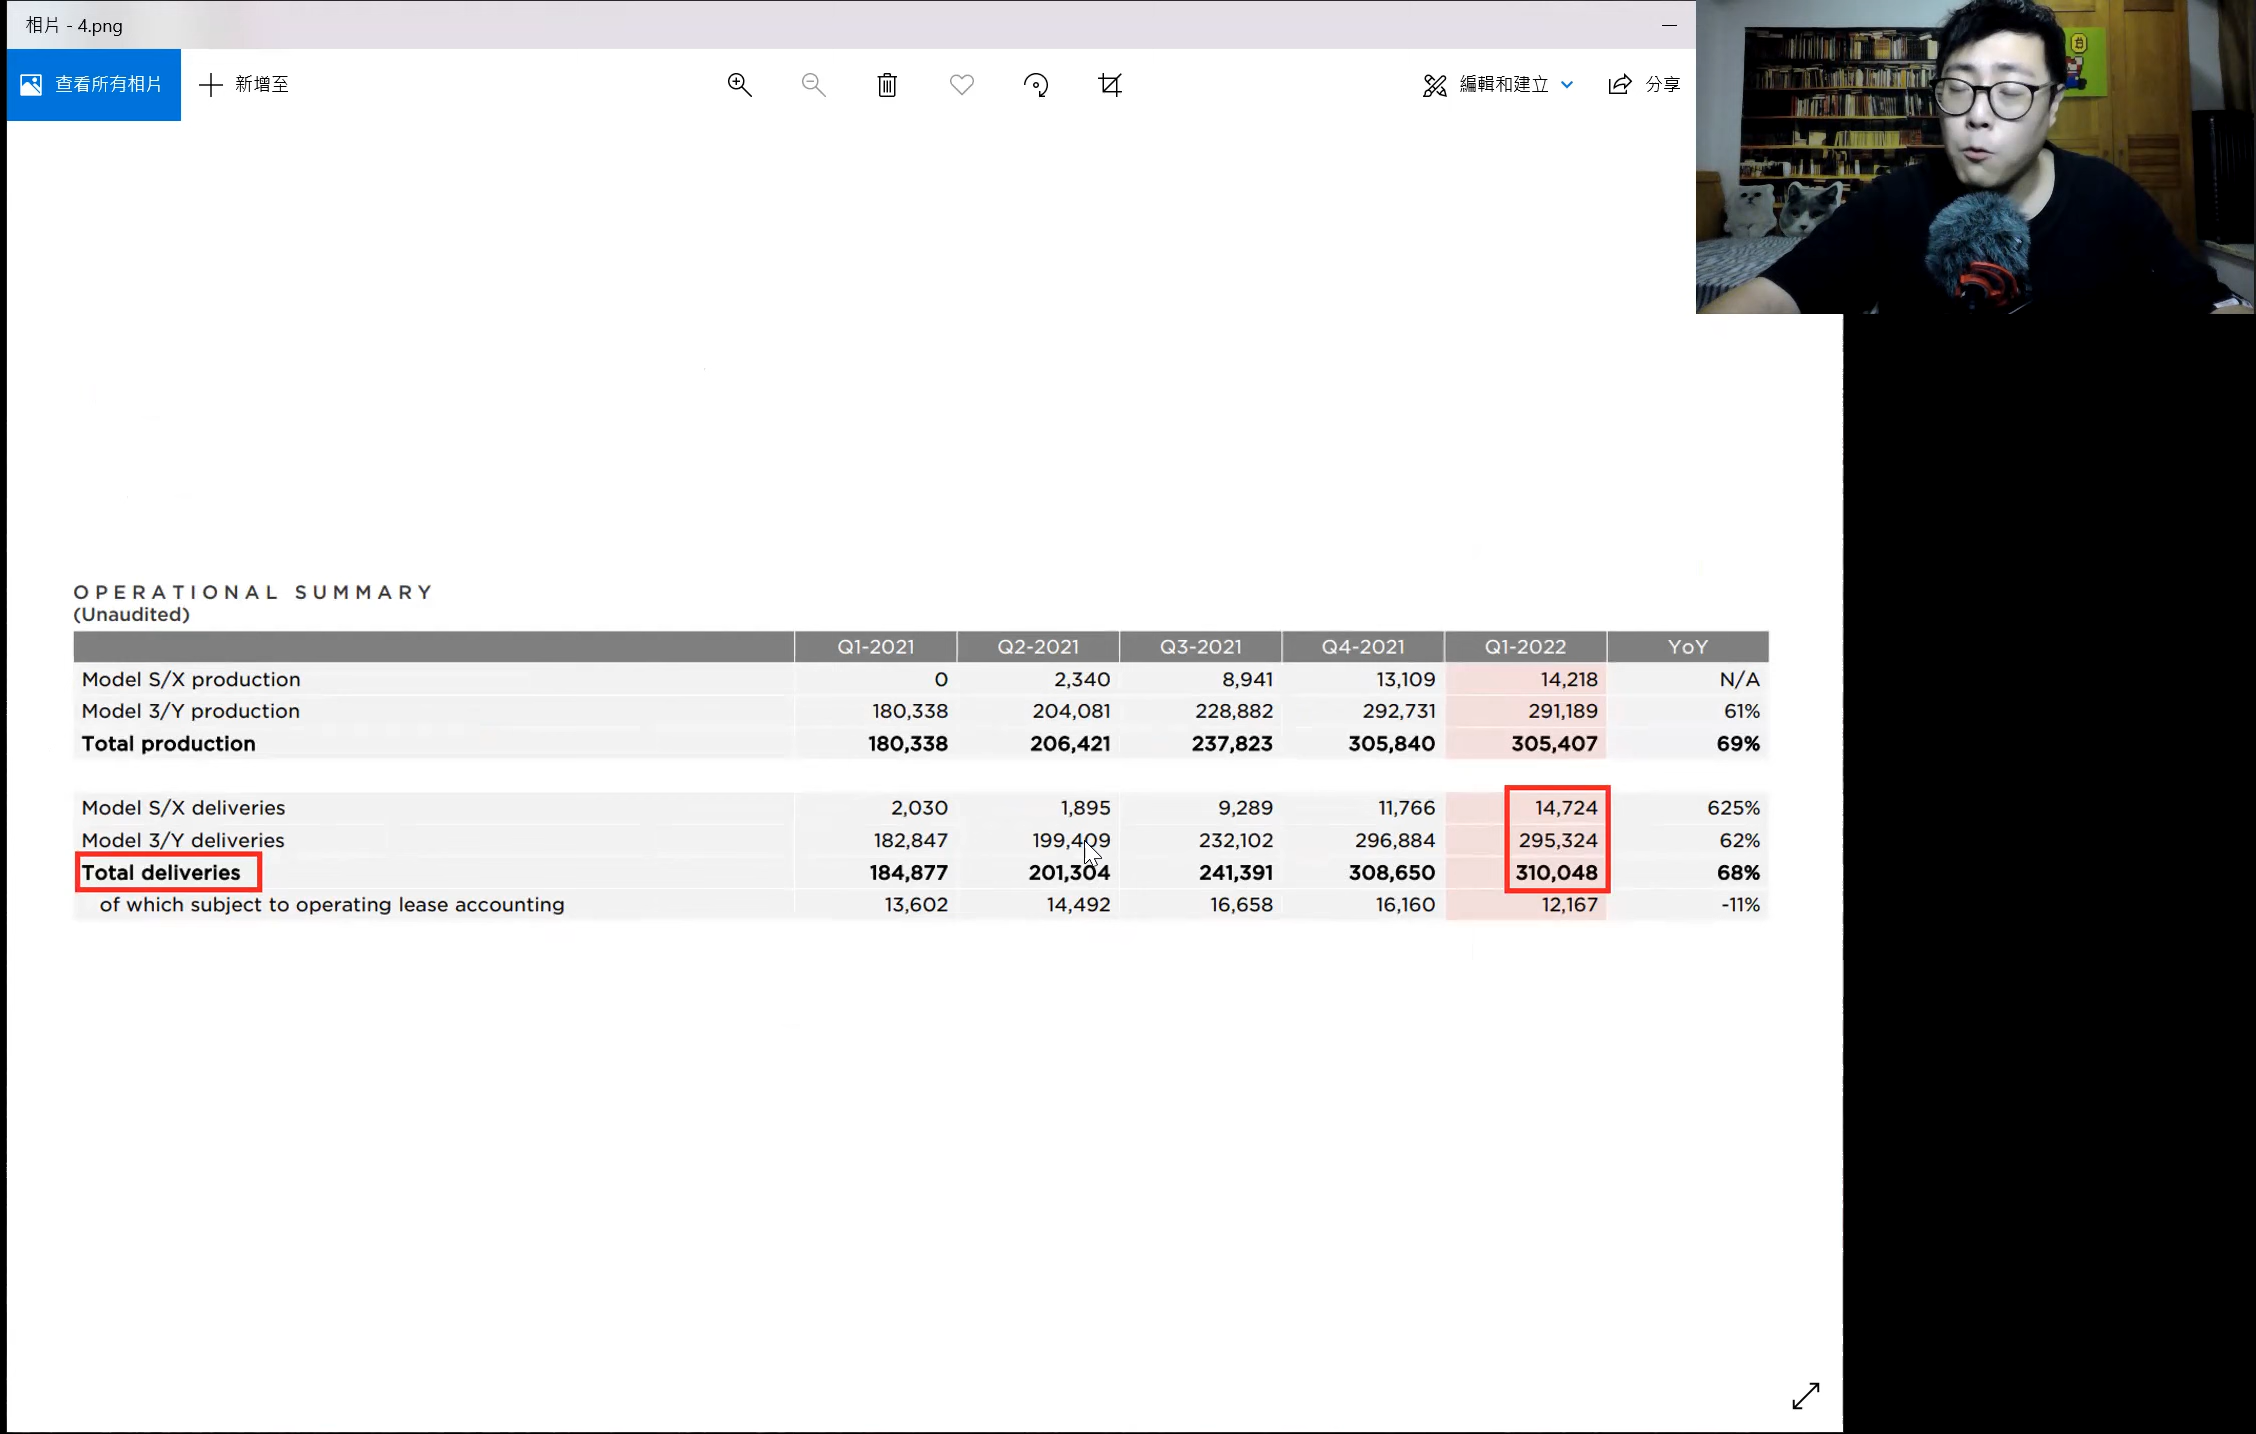 相片 - 4.png
查看所有相片 新增至 編輯和建立 分享
OPERATIONAL SUMMARY
(Unaudited)
Q1-2021 Q2-2021 Q3-2021 Q4-2021 Q1-2022 YoY
Model S/X production 0 2,340 8,941 13,109 14,218 N/A
Model 3/Y production 180,338 204,081 228,882 292,731 291,189 61%
Total production 180,338 206,421 237,823 305,840 305,407 69%
Model S/X deliveries 2,030 1,895 9,289 11,766 14,724 625%
Model 3/Y deliveries 182,847 199,409 232,102 296,884 295,324 62%
Total deliveries 184,877 201,304 241,391 308,650 310,048 68%
of which subject to operating lease accounting 13,602 14,492 16,658 16,160 12,167 -11%